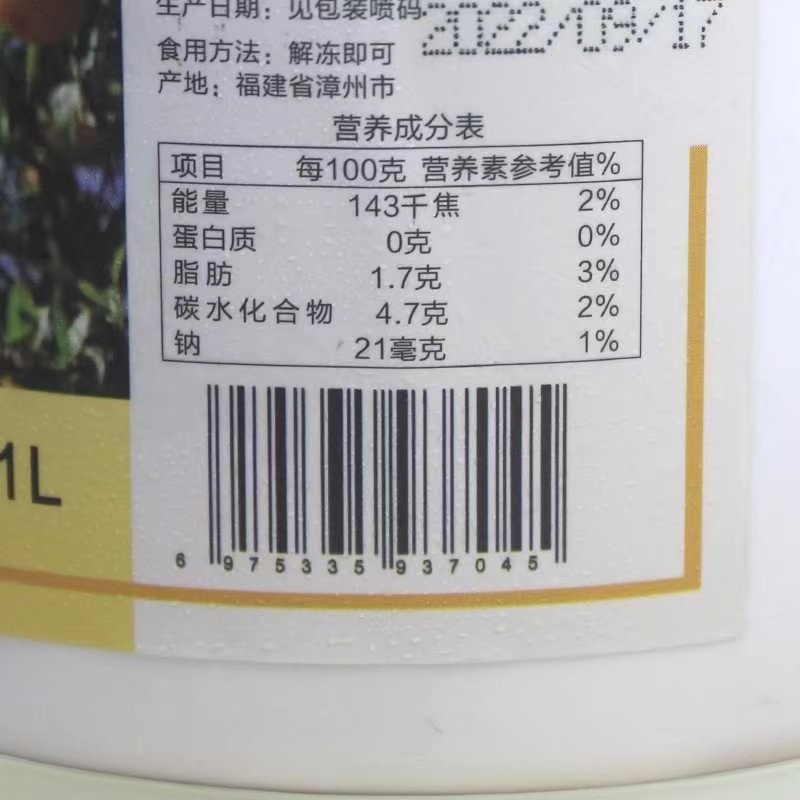 生产日期：见包装喷码 2022/09/17
食用方法：解冻即可
产地：福建省漳州市
营养成分表
项目 每100克 营养素参考值%
能量 143千焦 2%
蛋白质 0克 0%
脂肪 1.7克 3%
碳水化合物 4.7克 2%
钠 21毫克 1%
1L
6 975335 937045